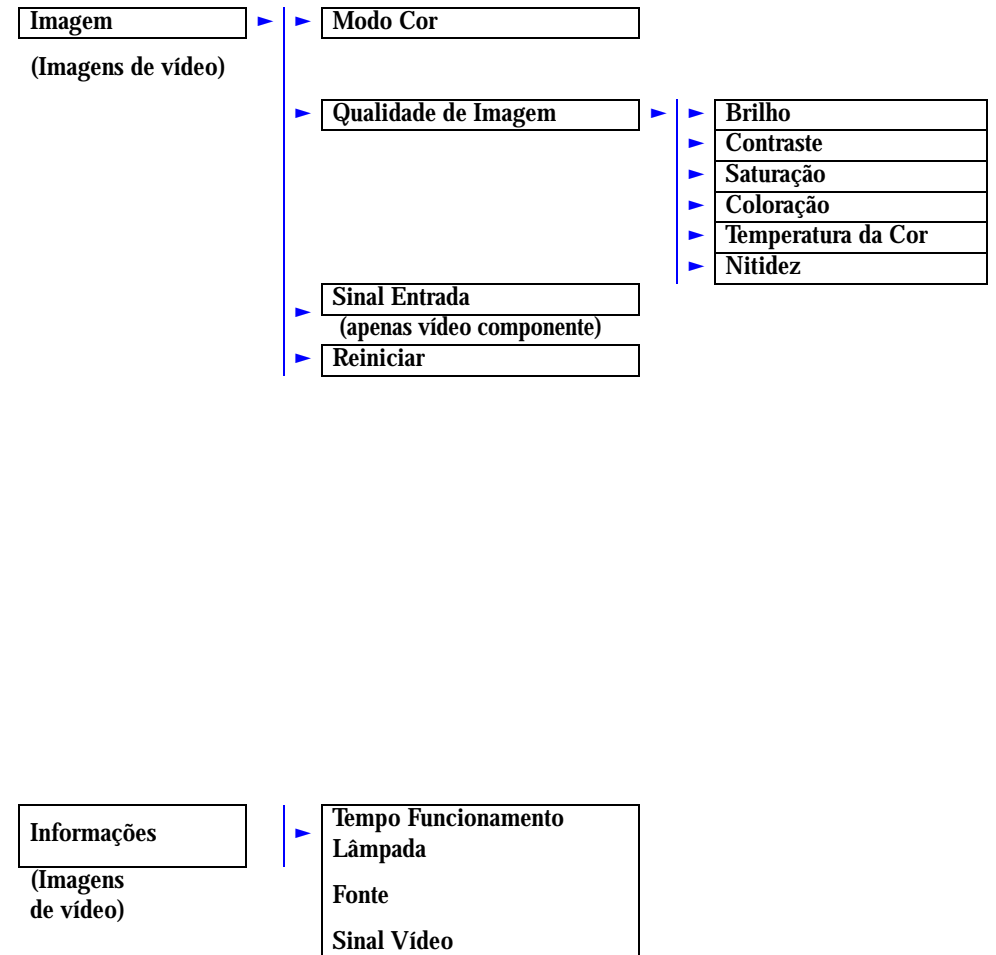 Imagem
Modo Cor
(Imagens de vídeo)
Qualidade de Imagem
Brilho
Contraste
Saturação
Coloração
Temperatura da Cor
Nitidez
Sinal Entrada
(apenas vídeo componente)
Reiniciar
Informações
(Imagens
de vídeo)
Tempo Funcionamento
Lâmpada
Fonte
Sinal Vídeo